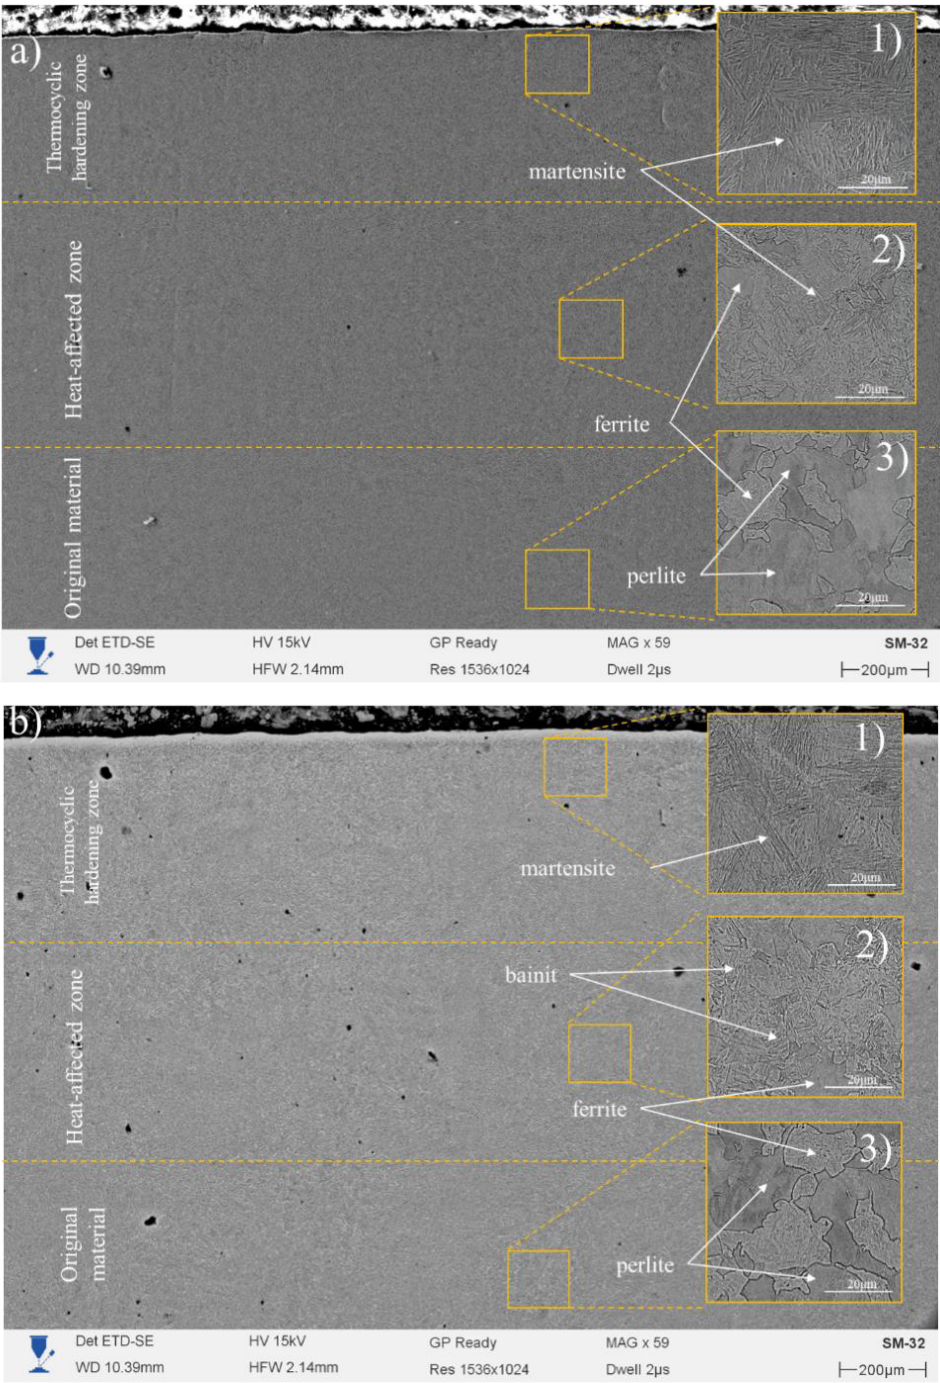 a)
Thermocyclic
hardening zone
Heat-affected zone
Original material
1)
20μm
martensite
2)
20μm
ferrite
3)
perlite
20μm
Det ETD-SE HV 15kV GP Ready MAG x 59 SM-32
WD 10.39mm HFW 2.14mm Res 1536x1024 Dwell 2μs 200μm
b)
Thermocyclic
hardening zone
Heat-affected zone
Original
material
1)
martensite
20μm
2)
bainit
20μm
ferrite
3)
perlite
20μm
Det ETD-SE HV 15kV GP Ready MAG x 59 SM-32
WD 10.39mm HFW 2.14mm Res 1536x1024 Dwell 2μs 200μm